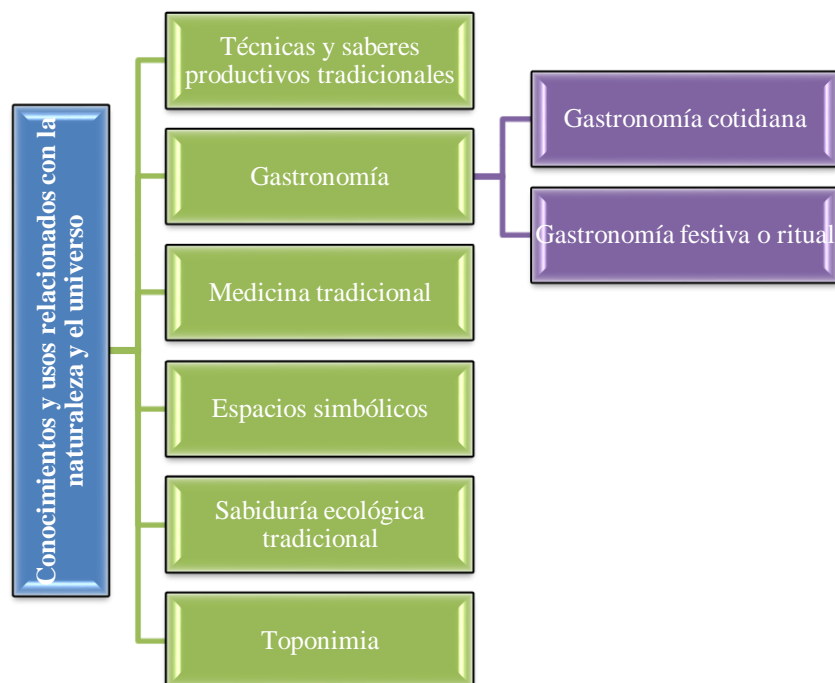 Conocimientos y usos relacionados con la
naturaleza y el universo
Técnicas y saberes
productivos tradicionales
Gastronomía
Gastronomía cotidiana
Gastronomía festiva o ritual
Medicina tradicional
Espacios simbólicos
Sabiduría ecológica
tradicional
Toponimia